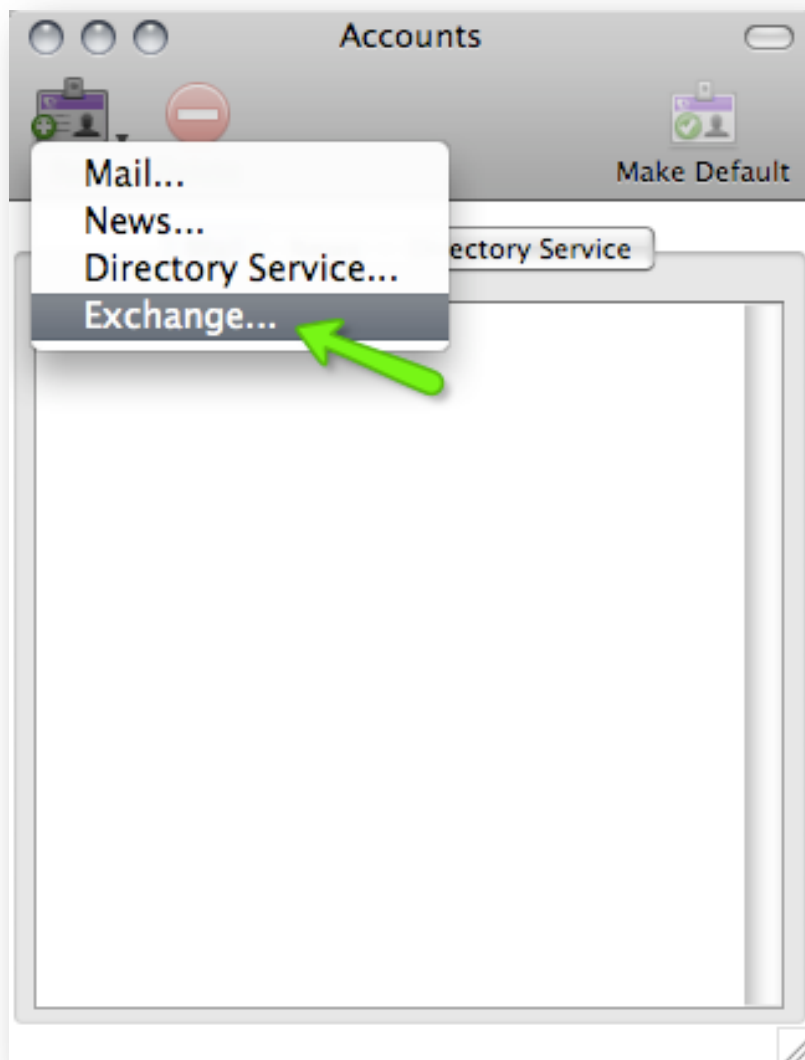 Accounts
Make Default
Mail...
News...
Directory Service...
Exchange...
ectory Service